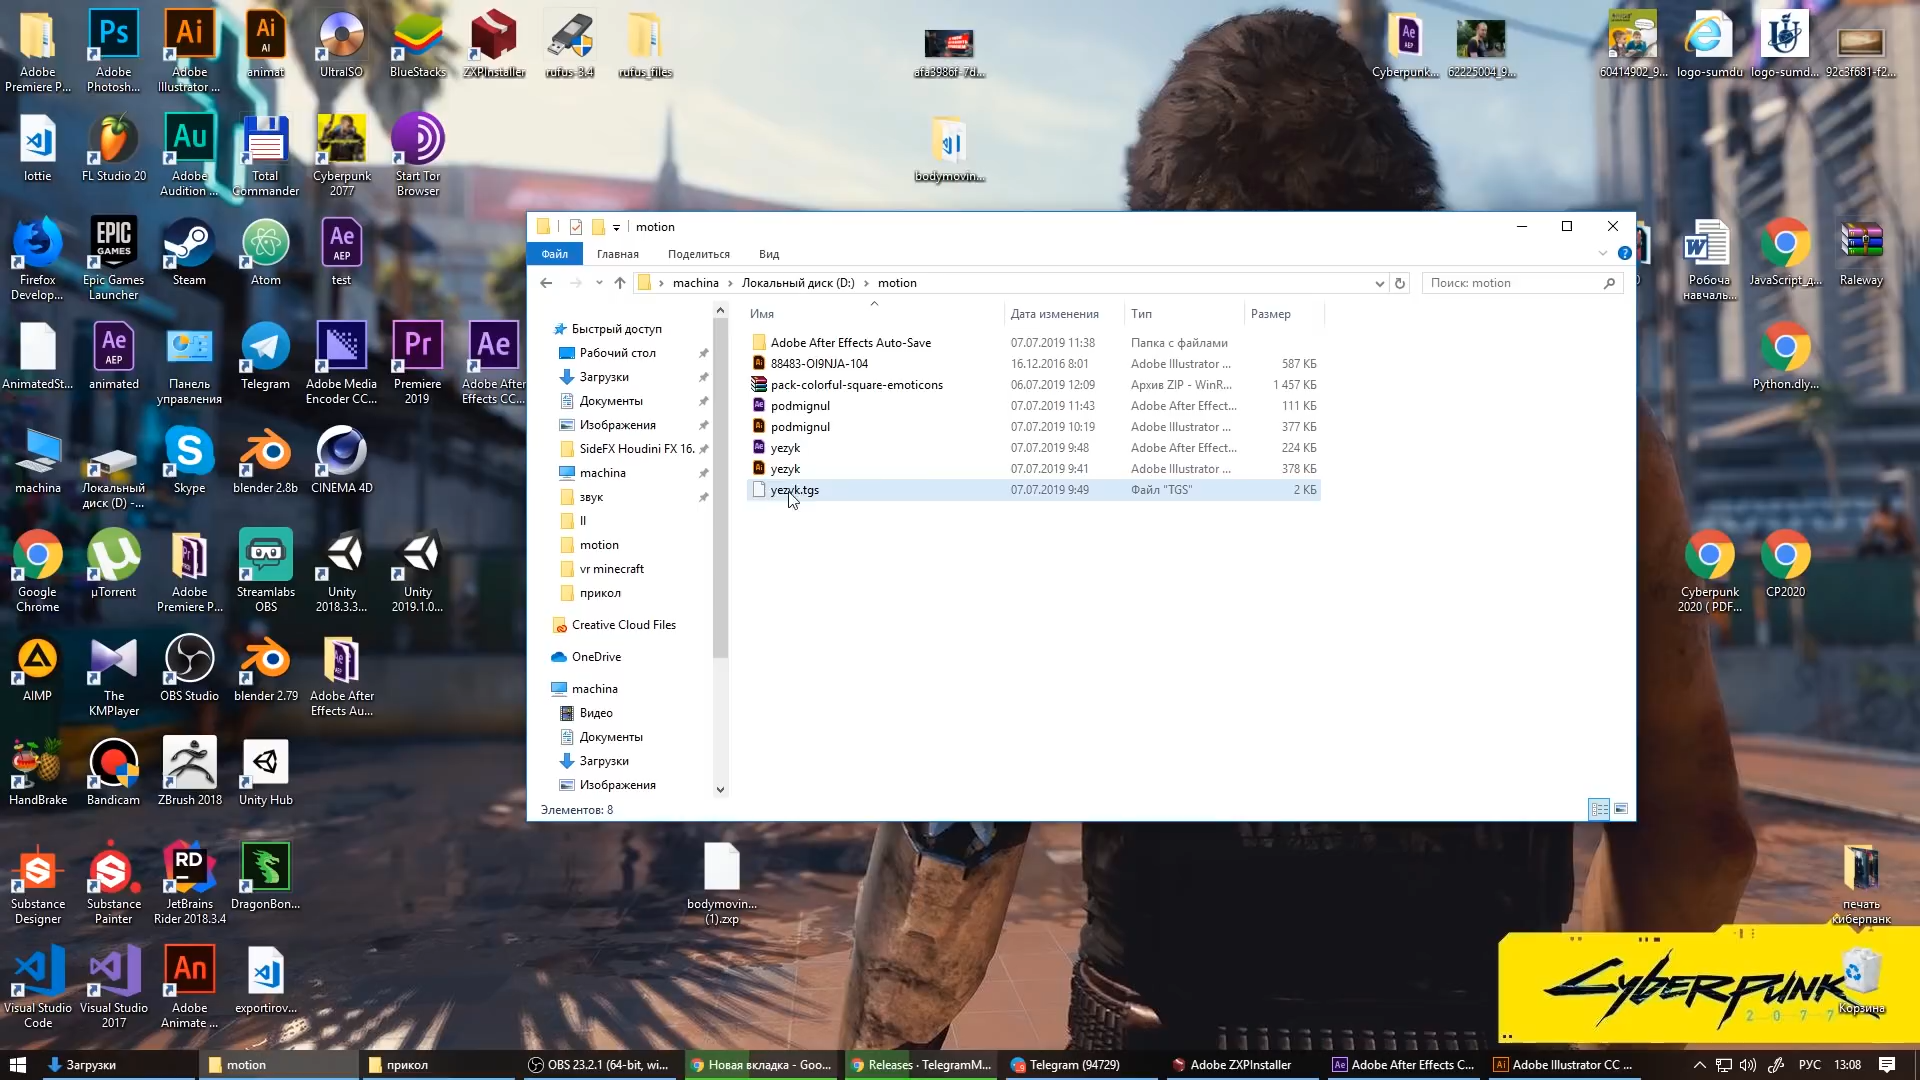 Adobe
Premiere P...
Adobe
Photosh...
Adobe
Illustrator ...
animat
UltraISO
BlueStacks
ZXPInstaller
rufus-3.4
rufus_files
afa3986f-7d...
Cyberpunk...
62225004_9...
60414902_9...
logo-sumdu
logo-sumd...
92c3f681-f2...
lottie
FL Studio 20
Adobe
Audition ...
Total
Commander
Cyberpunk
2077
Start Tor
Browser
bodymovin...
Firefox
Develop...
Epic Games
Launcher
Steam
Atom
test
Робоча
навчаль...
JavaScript_д...
Raleway
AnimatedSt...
animated
Панель
управления
Telegram
Adobe Media
Encoder CC...
Premiere
2019
Adobe After
Effects CC...
Python.dly...
machina
Локальный
диск (D) -...
Skype
blender 2.8b
CINEMA 4D
Google
Chrome
µTorrent
Adobe
Premiere P...
Streamlabs
OBS
Unity
2018.3.3...
Unity
2019.1.0...
Cyberpunk
2020 ( PDF...
CP2020
AIMP
The
KMPlayer
OBS Studio
blender 2.79
Adobe After
Effects Au...
HandBrake
Bandicam
ZBrush 2018
Unity Hub
Substance
Designer
Substance
Painter
JetBrains
Rider 2018.3.4
DragonBon...
bodymovin...
(1).zxp
печать
киберпанк
Visual Studio
Code
Visual Studio
2017
Adobe
Animate ...
exportirov...
Корзина
CYBERPUNK
2077
motion
Файл
Главная
Поделиться
Вид
machina
Локальный диск (D:)
motion
Поиск: motion
Имя
Дата изменения
Тип
Размер
Быстрый доступ
Рабочий стол
Загрузки
Документы
Изображения
SideFX Houdini FX 16.
machina
звук
ll
motion
vr minecraft
прикол
Creative Cloud Files
OneDrive
machina
Видео
Документы
Загрузки
Изображения
Adobe After Effects Auto-Save 07.07.2019 11:38 Папка с файлами
88483-OI9NJA-104 16.12.2016 8:01 Adobe Illustrator ... 587 КБ
pack-colorful-square-emoticons 06.07.2019 12:09 Архив ZIP - WinR... 1 457 КБ
podmignul 07.07.2019 11:43 Adobe After Effect... 111 КБ
podmignul 07.07.2019 10:19 Adobe Illustrator ... 377 КБ
yezyk 07.07.2019 9:48 Adobe After Effect... 224 КБ
yezyk 07.07.2019 9:41 Adobe Illustrator ... 378 КБ
yezyk.tgs 07.07.2019 9:49 Файл "TGS" 2 КБ
Элементов: 8
Загрузки
motion
прикол
OBS 23.2.1 (64-bit, wi...
Новая вкладка - Goo...
Releases · TelegramM...
Telegram (94729)
Adobe ZXPInstaller
Adobe After Effects C...
Adobe Illustrator CC ...
РУС
13:08